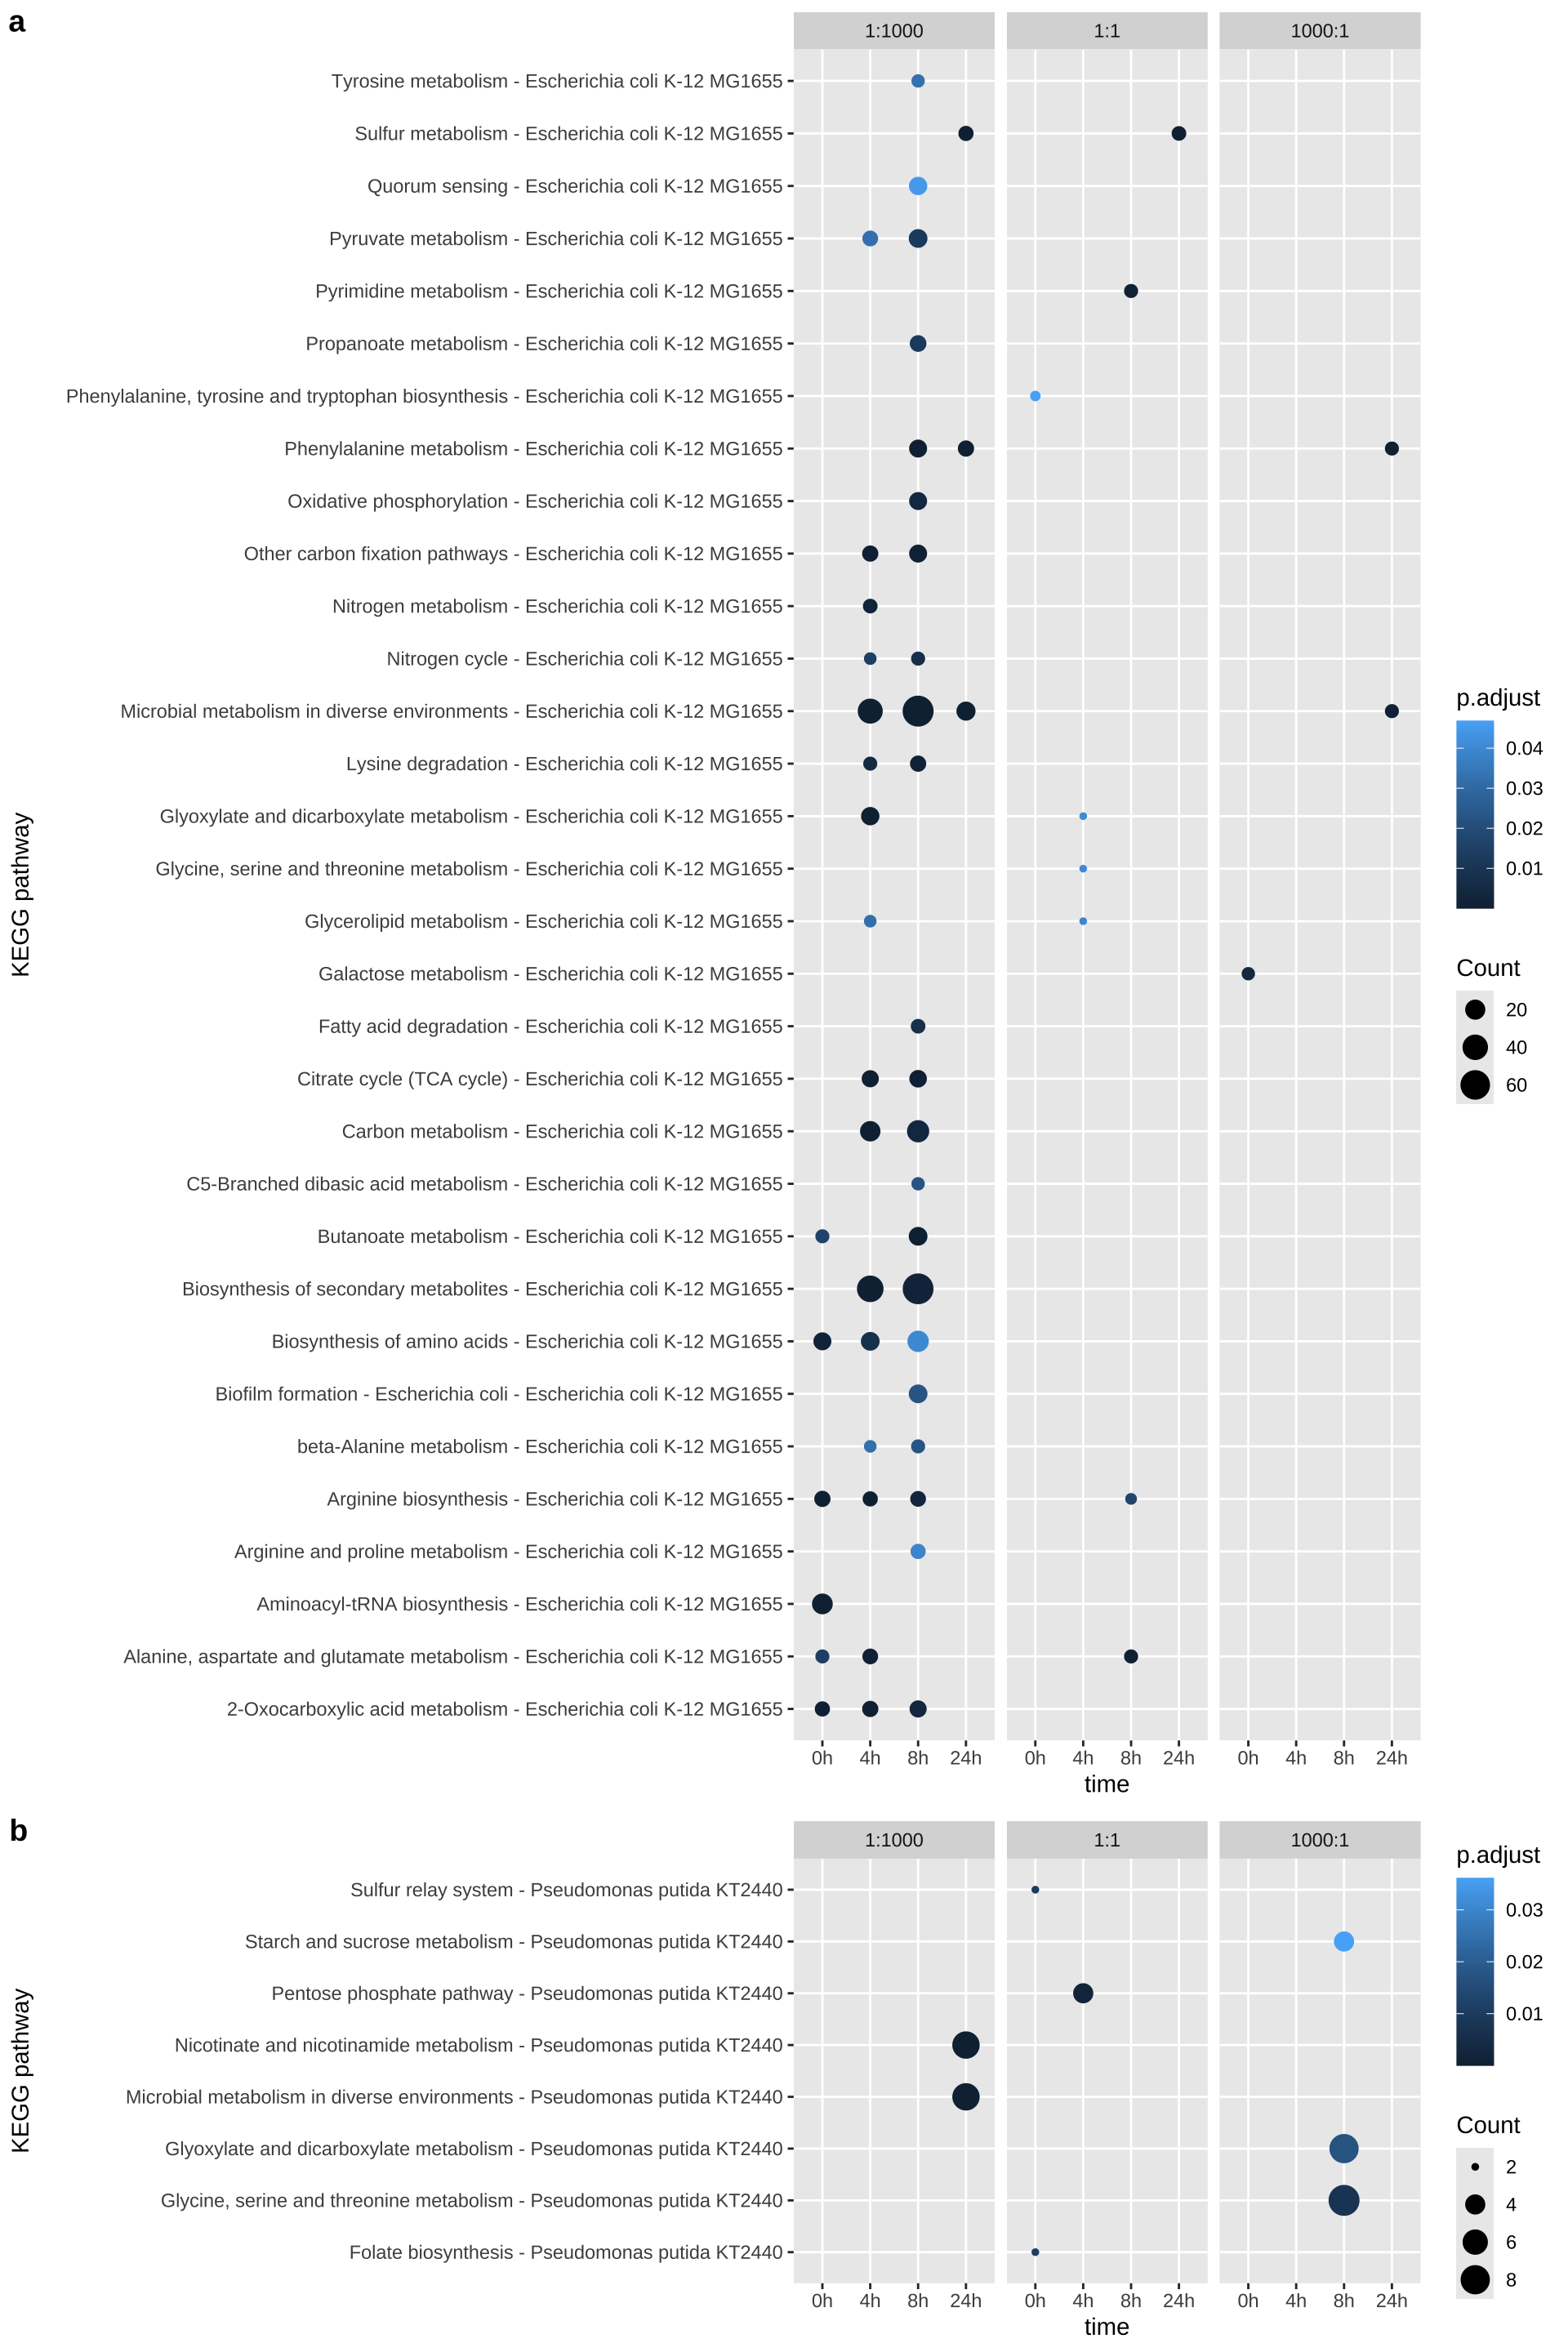 a
1:1000
1:1
1000:1
Tyrosine metabolism - Escherichia coli K-12 MG1655
Sulfur metabolism - Escherichia coli K-12 MG1655
Quorum sensing - Escherichia coli K-12 MG1655
Pyruvate metabolism - Escherichia coli K-12 MG1655
Pyrimidine metabolism - Escherichia coli K-12 MG1655
Propanoate metabolism - Escherichia coli K-12 MG1655
Phenylalanine, tyrosine and tryptophan biosynthesis - Escherichia coli K-12 MG1655
Phenylalanine metabolism - Escherichia coli K-12 MG1655
Oxidative phosphorylation - Escherichia coli K-12 MG1655
Other carbon fixation pathways - Escherichia coli K-12 MG1655
Nitrogen metabolism - Escherichia coli K-12 MG1655
Nitrogen cycle - Escherichia coli K-12 MG1655
Microbial metabolism in diverse environments - Escherichia coli K-12 MG1655
Lysine degradation - Escherichia coli K-12 MG1655
Glyoxylate and dicarboxylate metabolism - Escherichia coli K-12 MG1655
Glycine, serine and threonine metabolism - Escherichia coli K-12 MG1655
Glycerolipid metabolism - Escherichia coli K-12 MG1655
Galactose metabolism - Escherichia coli K-12 MG1655
Fatty acid degradation - Escherichia coli K-12 MG1655
Citrate cycle (TCA cycle) - Escherichia coli K-12 MG1655
Carbon metabolism - Escherichia coli K-12 MG1655
C5-Branched dibasic acid metabolism - Escherichia coli K-12 MG1655
Butanoate metabolism - Escherichia coli K-12 MG1655
Biosynthesis of secondary metabolites - Escherichia coli K-12 MG1655
Biosynthesis of amino acids - Escherichia coli K-12 MG1655
Biofilm formation - Escherichia coli - Escherichia coli K-12 MG1655
beta-Alanine metabolism - Escherichia coli K-12 MG1655
Arginine biosynthesis - Escherichia coli K-12 MG1655
Arginine and proline metabolism - Escherichia coli K-12 MG1655
Aminoacyl-tRNA biosynthesis - Escherichia coli K-12 MG1655
Alanine, aspartate and glutamate metabolism - Escherichia coli K-12 MG1655
2-Oxocarboxylic acid metabolism - Escherichia coli K-12 MG1655
KEGG pathway
0h 4h 8h 24h
0h 4h 8h 24h
0h 4h 8h 24h
time
p.adjust
0.04
0.03
0.02
0.01
Count
20
40
60
b
1:1000
1:1
1000:1
Sulfur relay system - Pseudomonas putida KT2440
Starch and sucrose metabolism - Pseudomonas putida KT2440
Pentose phosphate pathway - Pseudomonas putida KT2440
Nicotinate and nicotinamide metabolism - Pseudomonas putida KT2440
Microbial metabolism in diverse environments - Pseudomonas putida KT2440
Glyoxylate and dicarboxylate metabolism - Pseudomonas putida KT2440
Glycine, serine and threonine metabolism - Pseudomonas putida KT2440
Folate biosynthesis - Pseudomonas putida KT2440
KEGG pathway
0h 4h 8h 24h
0h 4h 8h 24h
0h 4h 8h 24h
time
p.adjust
0.03
0.02
0.01
Count
2
4
6
8